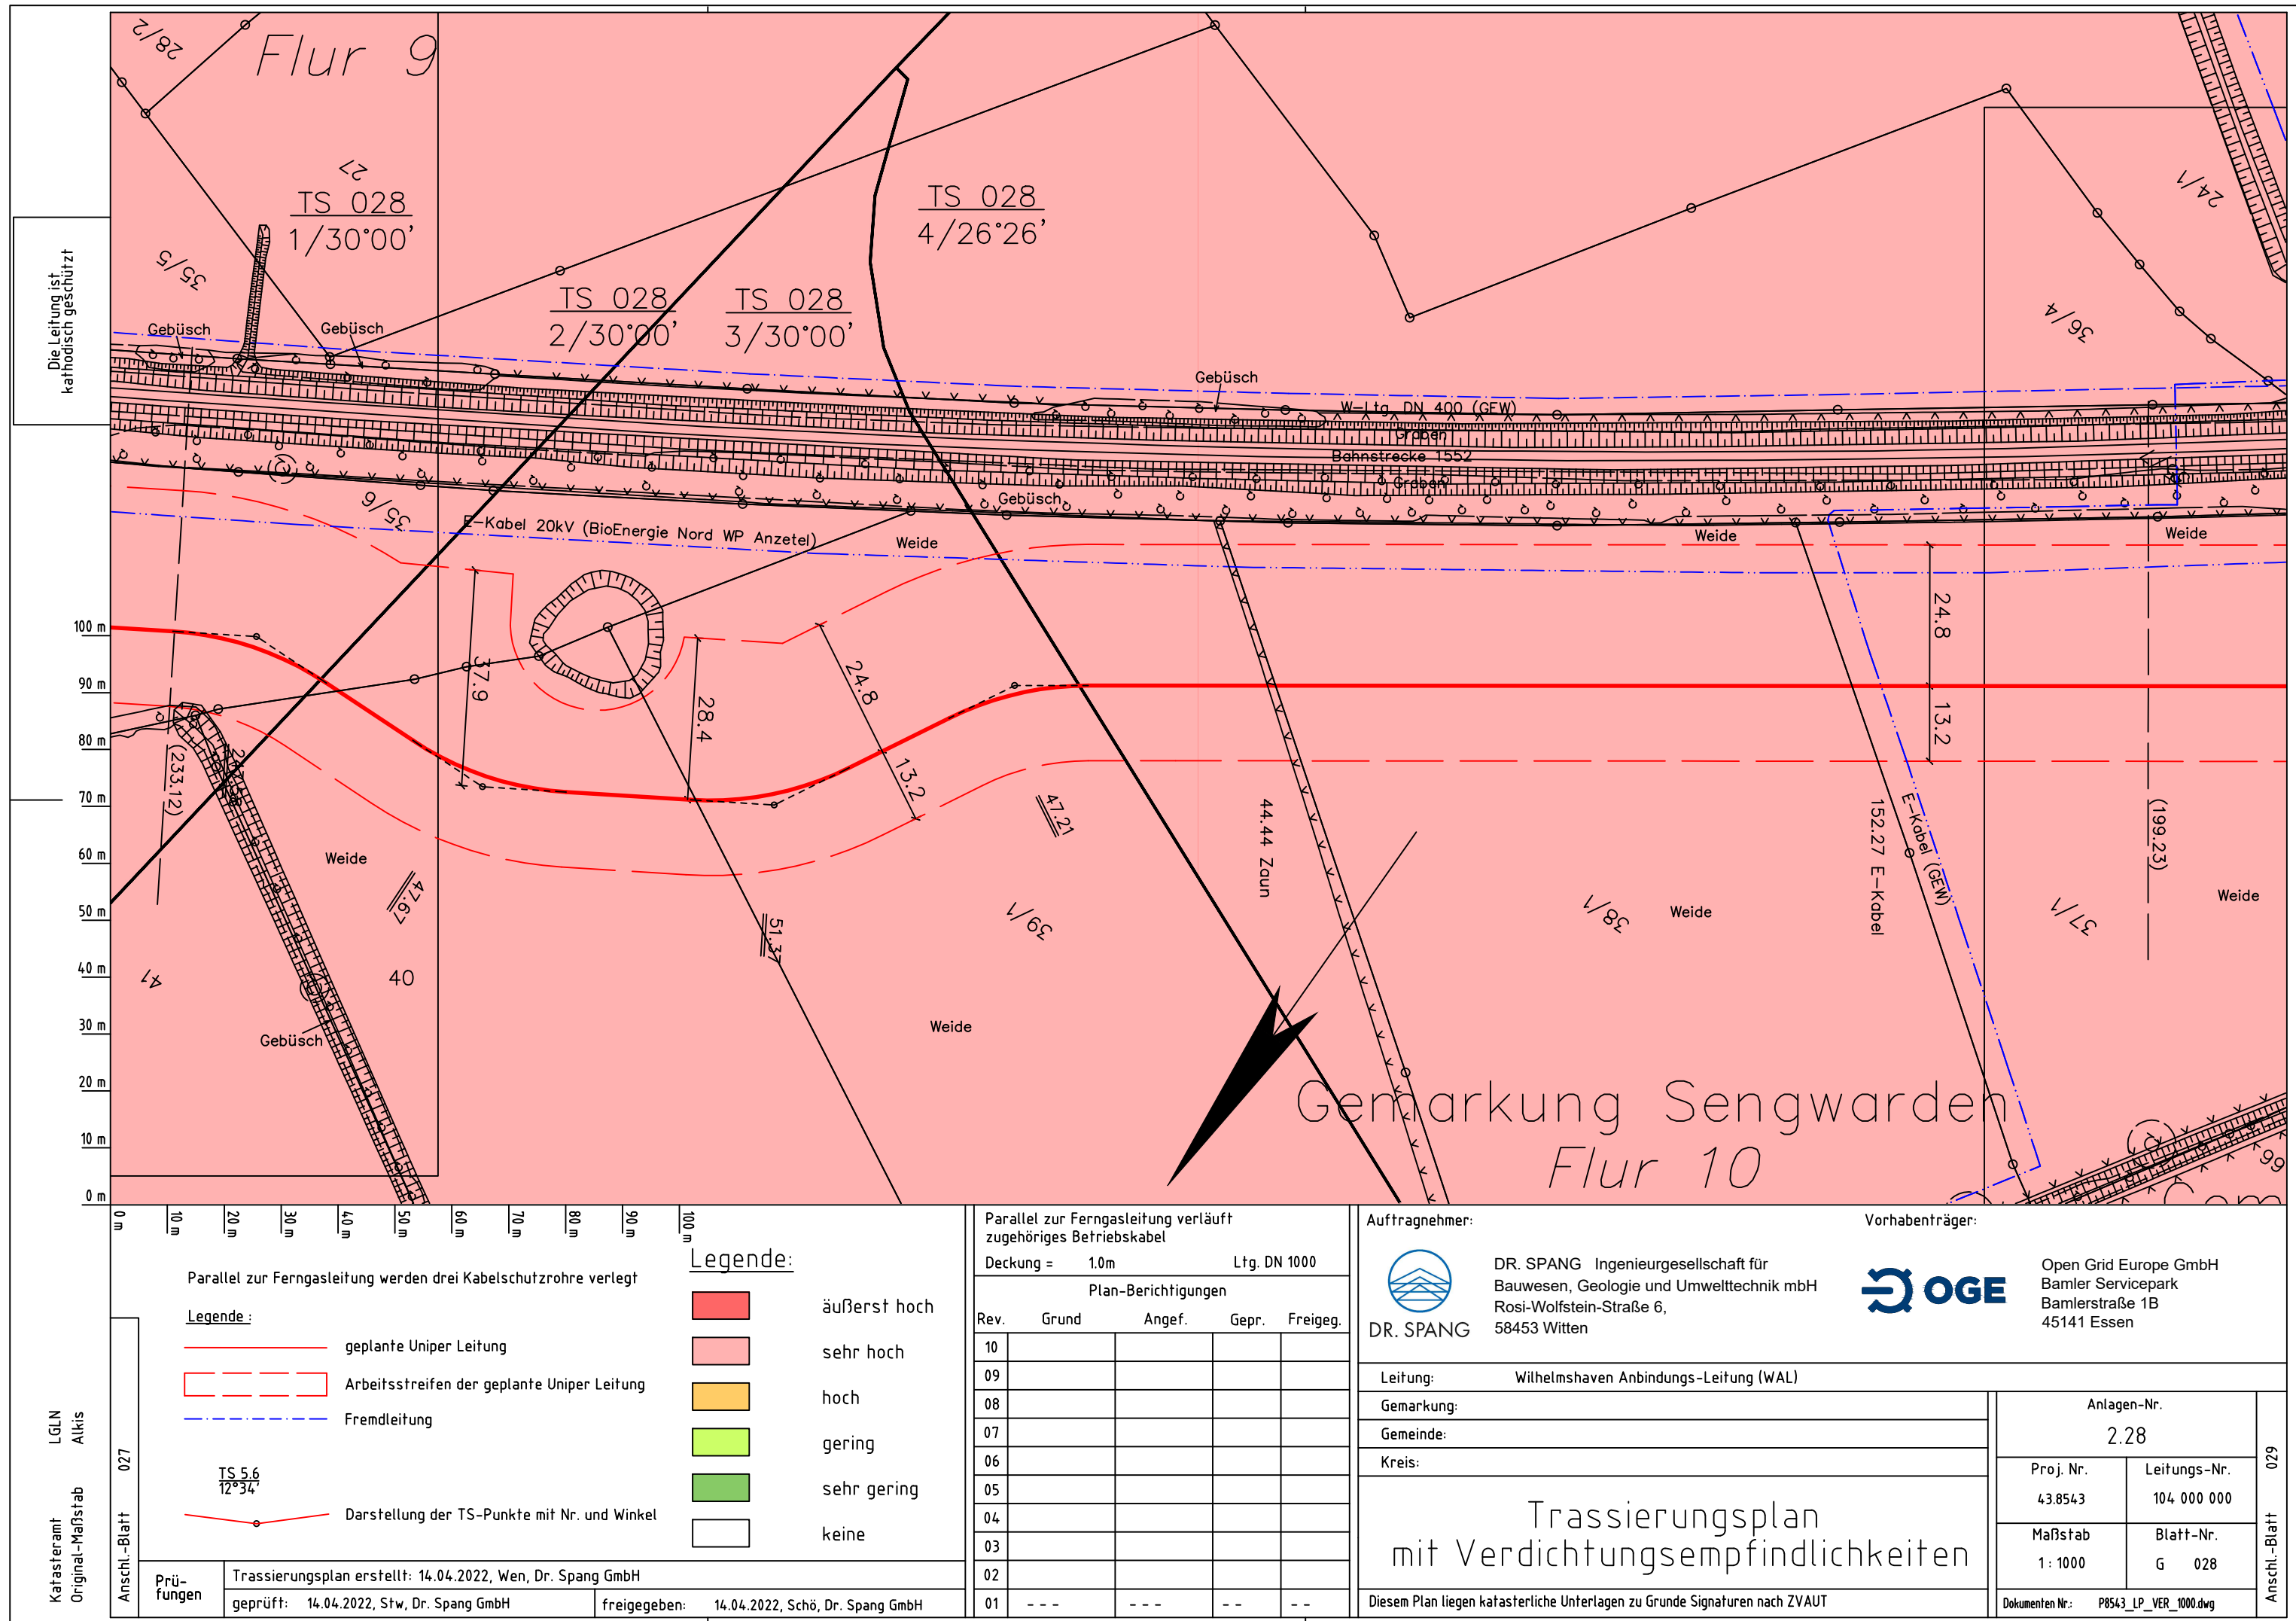 28/2
Flur 9
27
TS 028
1/30°00'
TS 028
4/26°26'
24/1
35/5
TS 028
2/30°00'
TS 028
3/30°00'
36/4
Die Leitung ist
kathodisch geschützt
Gebüsch
Gebüsch
Gebüsch
W-Ltg. DN 400 (GEW)
Graben
Bahnstrecke 1552
Graben
Gebüsch
35/6
E-Kabel 20kV (BioEnergie Nord WP Anzetel)
Weide
Weide
Weide
100 m
90 m
80 m
70 m
60 m
50 m
40 m
30 m
20 m
10 m
0 m
37.9
28.4
24.8
13.2
24.8
13.2
(233.12)
47.21
44.44 Zaun
152.27 E-Kabel
E-Kabel (GEW)
(199.23)
Weide
47.67
51.37
39/1
38/1
Weide
37/1
Weide
41
40
Gebüsch
Weide
Gemarkung Sengwarden
Flur 10
66
0 m
10 m
20 m
30 m
40 m
50 m
60 m
70 m
80 m
90 m
100 m
Parallel zur Ferngasleitung werden drei Kabelschutzrohre verlegt
Legende :
geplante Uniper Leitung
Arbeitsstreifen der geplante Uniper Leitung
Fremdleitung
TS 5.6
12°34'
Darstellung der TS-Punkte mit Nr. und Winkel
Legende:
äußerst hoch
sehr hoch
hoch
gering
sehr gering
keine
Katasteramt LGLN
Original-Maßstab Alkis
Anschl.-Blatt 027
Prü-
fungen
Trassierungsplan erstellt: 14.04.2022, Wen, Dr. Spang GmbH
geprüft: 14.04.2022, Stw, Dr. Spang GmbH
freigegeben: 14.04.2022, Schö, Dr. Spang GmbH
Parallel zur Ferngasleitung verläuft
zugehöriges Betriebskabel
Deckung = 1.0m Ltg. DN 1000
Plan-Berichtigungen
Rev. Grund Angef. Gepr. Freigeg.
10
09
08
07
06
05
04
03
02
01 - - - - - - - - - -
Auftragnehmer:
DR. SPANG
DR. SPANG Ingenieurgesellschaft für
Bauwesen, Geologie und Umwelttechnik mbH
Rosi-Wolfstein-Straße 6,
58453 Witten
Vorhabenträger:
OGE
Open Grid Europe GmbH
Bamler Servicepark
Bamlerstraße 1B
45141 Essen
Leitung: Wilhelmshaven Anbindungs-Leitung (WAL)
Gemarkung:
Gemeinde:
Kreis:
Trassierungsplan
mit Verdichtungsempfindlichkeiten
Diesem Plan liegen katasterliche Unterlagen zu Grunde Signaturen nach ZVAUT
Anlagen-Nr.
2.28
Proj. Nr.
43.8543
Leitungs-Nr.
104 000 000
Maßstab
1 : 1000
Blatt-Nr.
G 028
Dokumenten Nr.: P8543_LP_VER_1000.dwg
Anschl.-Blatt 029